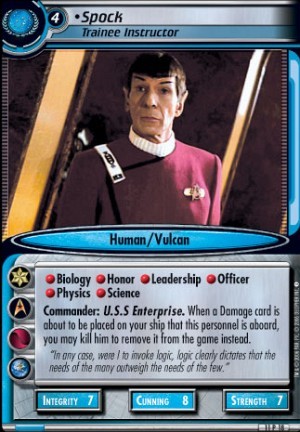 4
•Spock
Trainee Instructor
Human/Vulcan
Biology Honor Leadership Officer
Physics Science
Commander: U.S.S Enterprise. When a Damage card
is about to be placed on your ship that this personnel is aboard,
you may kill him to remove it from the game instead.
"In any case, were I to invoke logic, logic clearly dictates that the
needs of the many outweigh the needs of the few."
INTEGRITY 7 CUNNING 8 STRENGTH 7